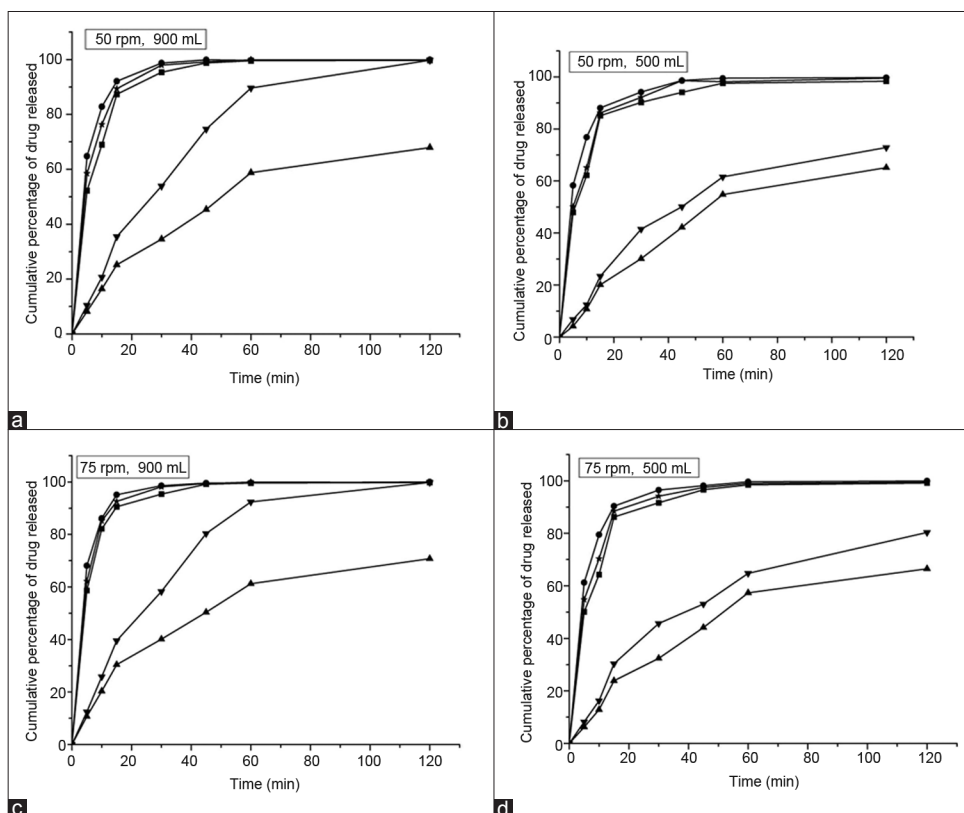 50 rpm, 900 mL
Cumulative percentage of drug released
100
80
60
40
20
0
0 20 40 60 80 100 120
Time (min)
a
50 rpm, 500 mL
Cumulative percentage of drug released
100
80
60
40
20
0
0 20 40 60 80 100 120
Time (min)
b
75 rpm, 900 mL
Cumulative percentage of drug released
100
80
60
40
20
0
0 20 40 60 80 100 120
Time (min)
c
75 rpm, 500 mL
Cumulative percentage of drug released
100
80
60
40
20
0
0 20 40 60 80 100 120
Time (min)
d